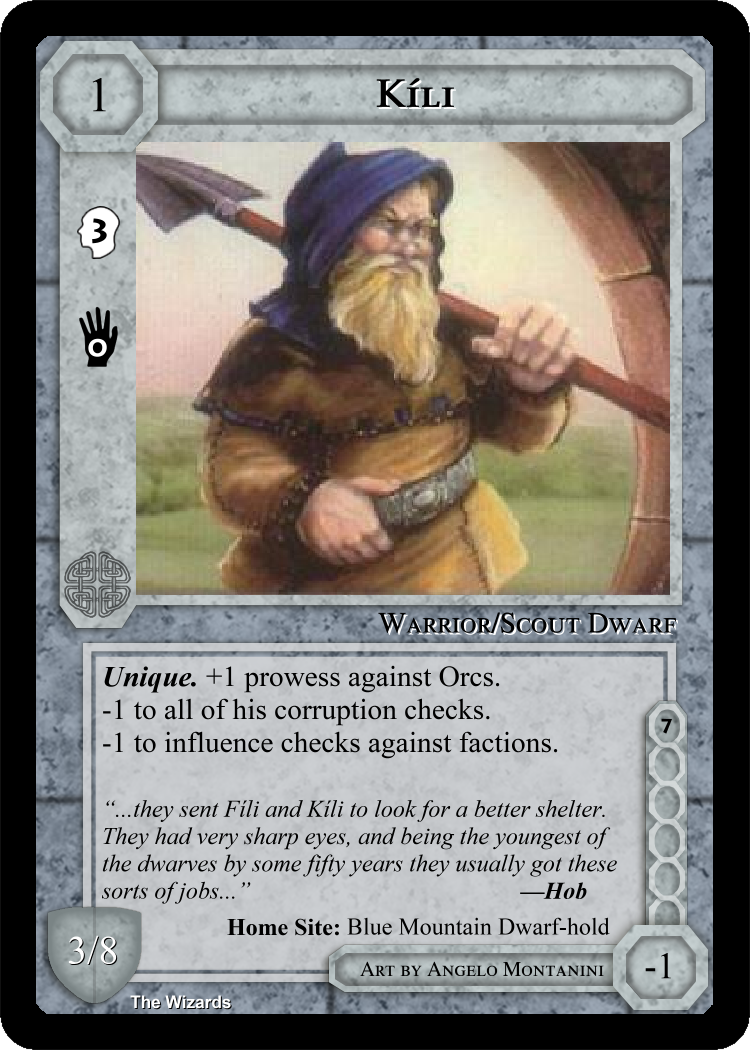 1
KÍLI
3
0
WARRIOR/SCOUT DWARF
Unique. +1 prowess against Orcs.
-1 to all of his corruption checks.
-1 to influence checks against factions.
7
“...they sent Fíli and Kíli to look for a better shelter.
They had very sharp eyes, and being the youngest of
the dwarves by some fifty years they usually got these
sorts of jobs...” —Hob
Home Site: Blue Mountain Dwarf-hold
3/8
ART BY ANGELO MONTANINI
-1
The Wizards